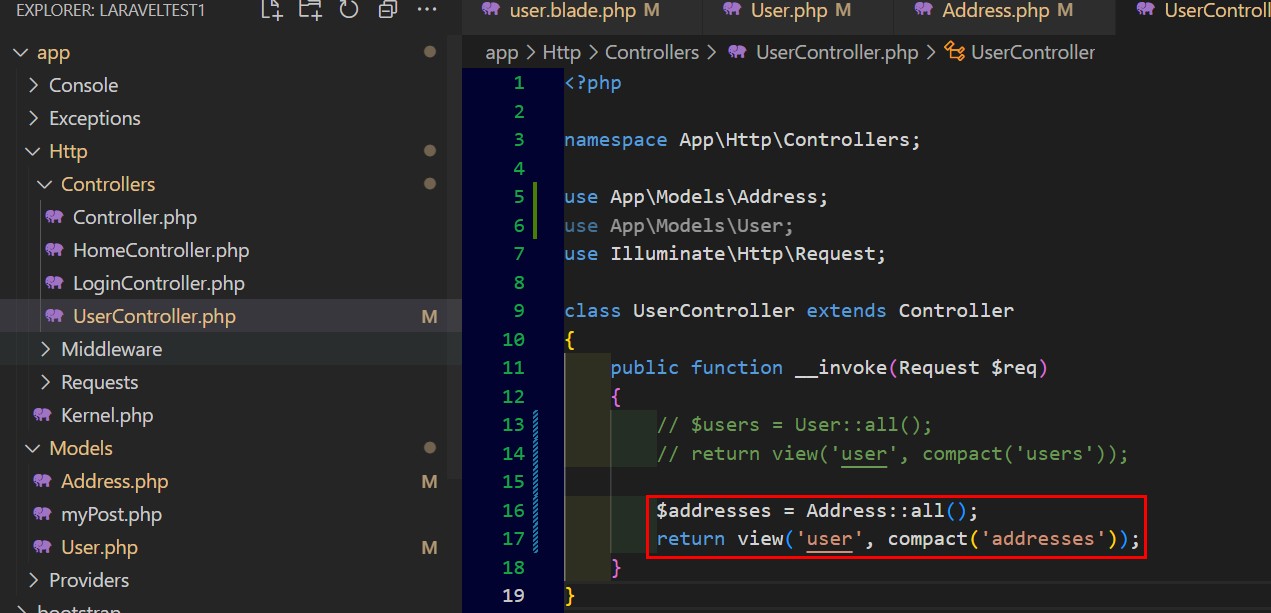 EXPLORER: LARAVELTEST1
app
Console
Exceptions
Http
Controllers
Controller.php
HomeController.php
LoginController.php
UserController.php M
Middleware
Requests
Kernel.php
Models
Address.php M
myPost.php
User.php M
Providers
bootstrap
user.blade.php M User.php M Address.php M UserControll
app > Http > Controllers > UserController.php > UserController
1 <?php
2
3 namespace App\Http\Controllers;
4
5 use App\Models\Address;
6 use App\Models\User;
7 use Illuminate\Http\Request;
8
9 class UserController extends Controller
10 {
11 public function __invoke(Request $req)
12 {
13 // $users = User::all();
14 // return view('user', compact('users'));
15
16 $addresses = Address::all();
17 return view('user', compact('addresses'));
18 }
19 }